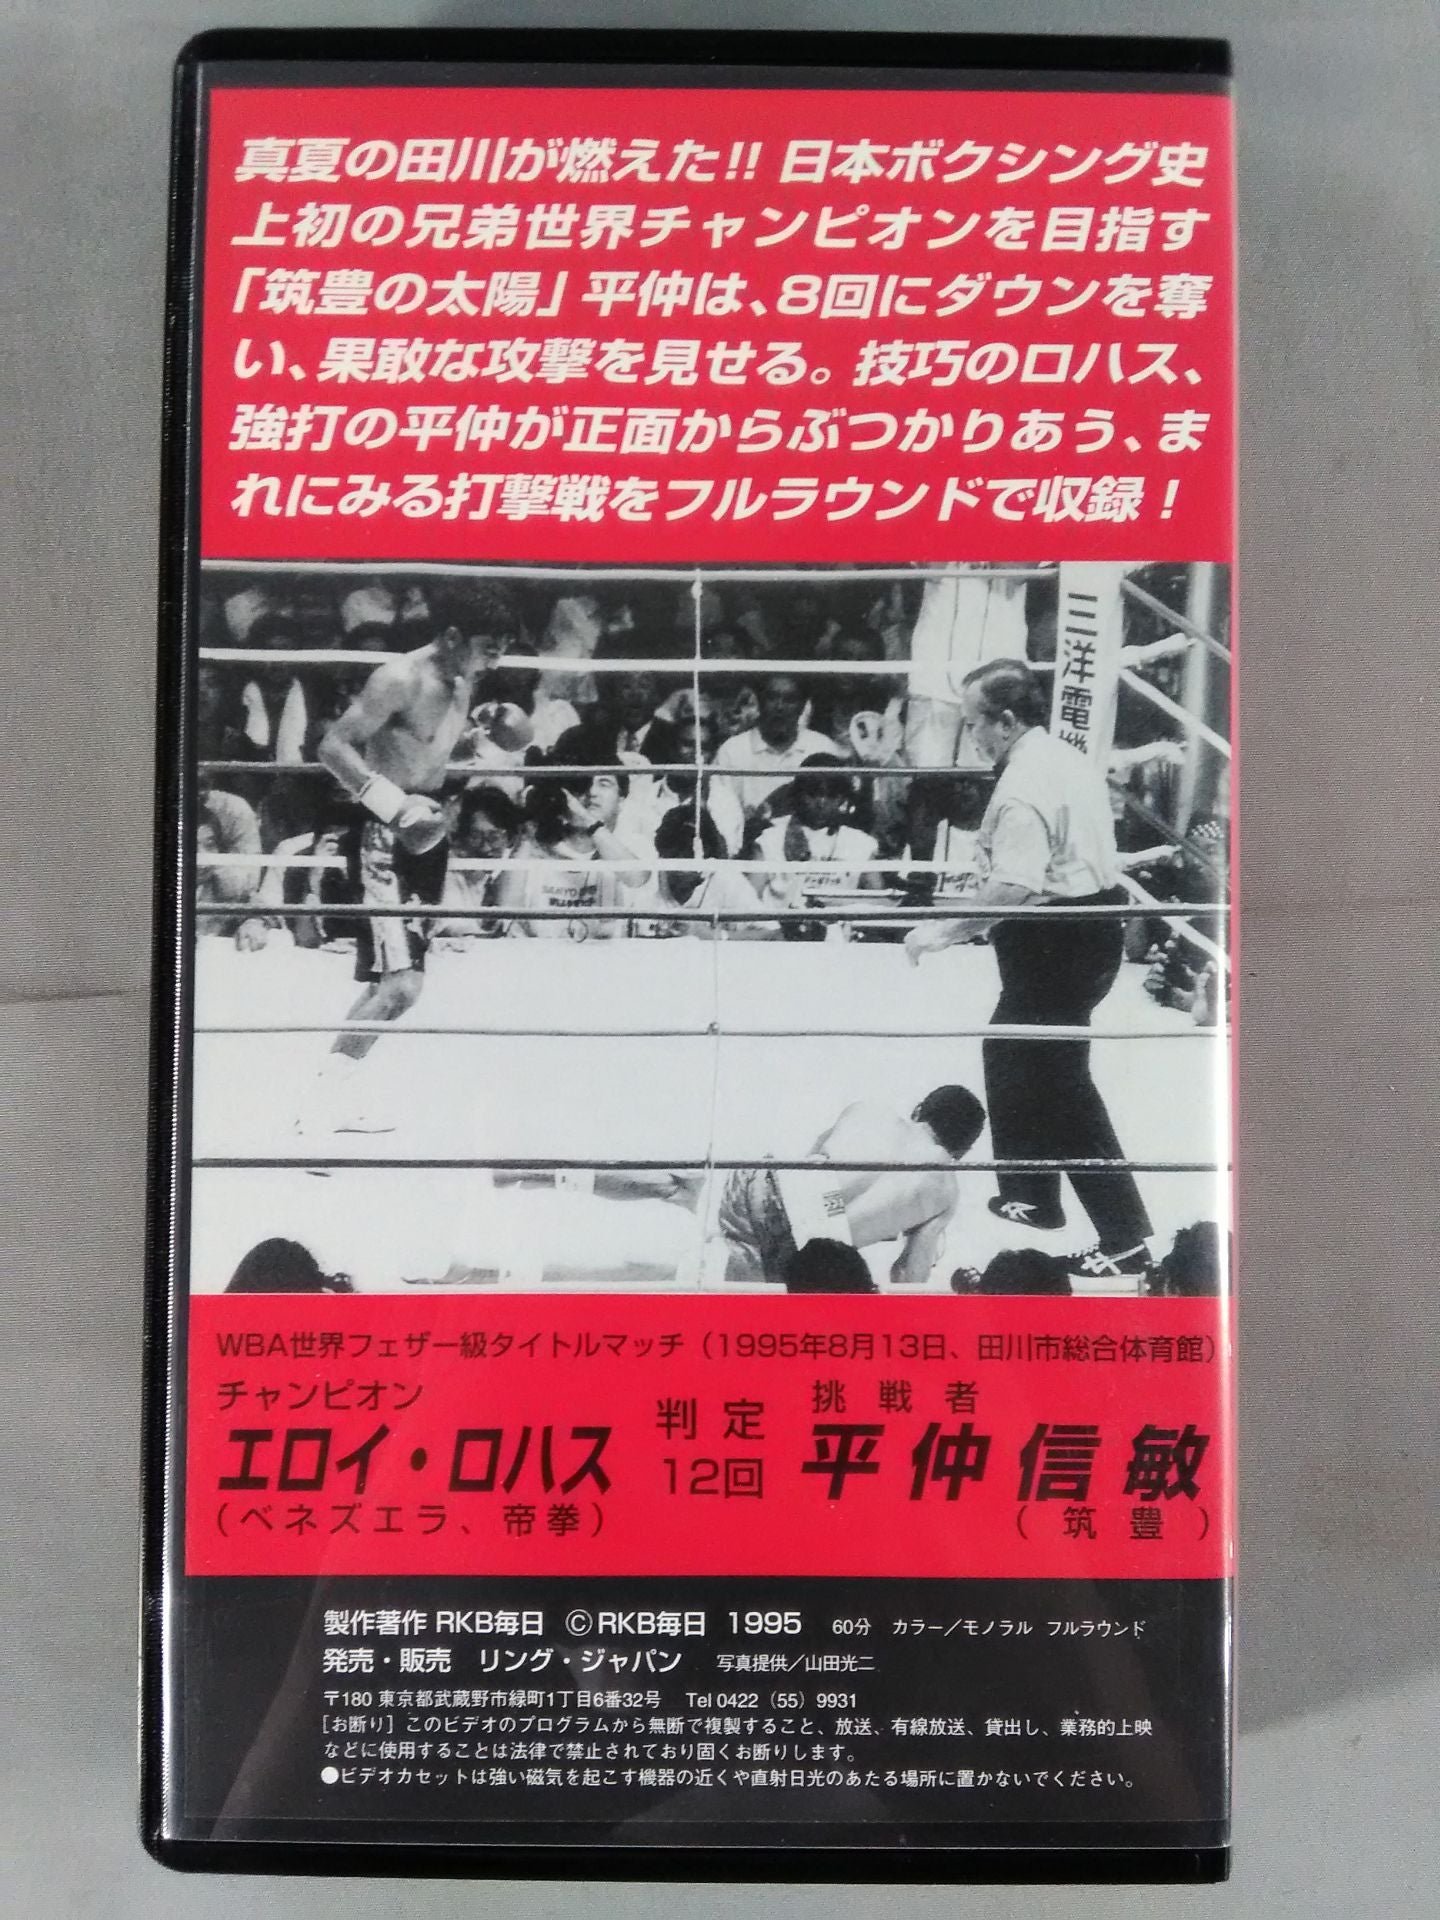 真夏の田川が燃えた!! 日本ボクシング史
上初の兄弟世界チャンピオンを目指す
「筑豊の太陽」平仲は、8回にダウンを奪
い、果敢な攻撃を見せる。技巧のロハス、
強打の平仲が正面からぶつかりあう、ま
れにみる打撃戦をフルラウンドで収録！
三洋電機
WBA世界フェザー級タイトルマッチ（1995年8月13日、田川市総合体育館）
チャンピオン
エロイ・ロハス
（ベネズエラ、帝拳）
判定
12回
挑戦者
平仲信敏
（筑豊）
製作著作 RKB毎日 ©RKB毎日 1995 60分 カラー／モノラル フルラウンド
発売・販売 リング・ジャパン 写真提供／山田光二
〒180 東京都武蔵野市緑町1丁目6番32号 Tel 0422（55）9931
［お断り］このビデオのプログラムから無断で複製すること、放送、有線放送、貸出し、業務的上映
などに使用することは法律で禁止されており固くお断りします。
●ビデオカセットは強い磁気を起こす機器の近くや直射日光のあたる場所に置かないでください。